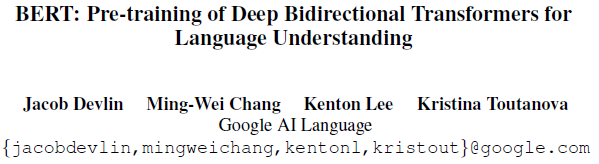 BERT: Pre-training of Deep Bidirectional Transformers for
Language Understanding
Jacob Devlin Ming-Wei Chang Kenton Lee Kristina Toutanova
Google AI Language
{jacobdevlin,mingweichang,kentonl,kristout}@google.com